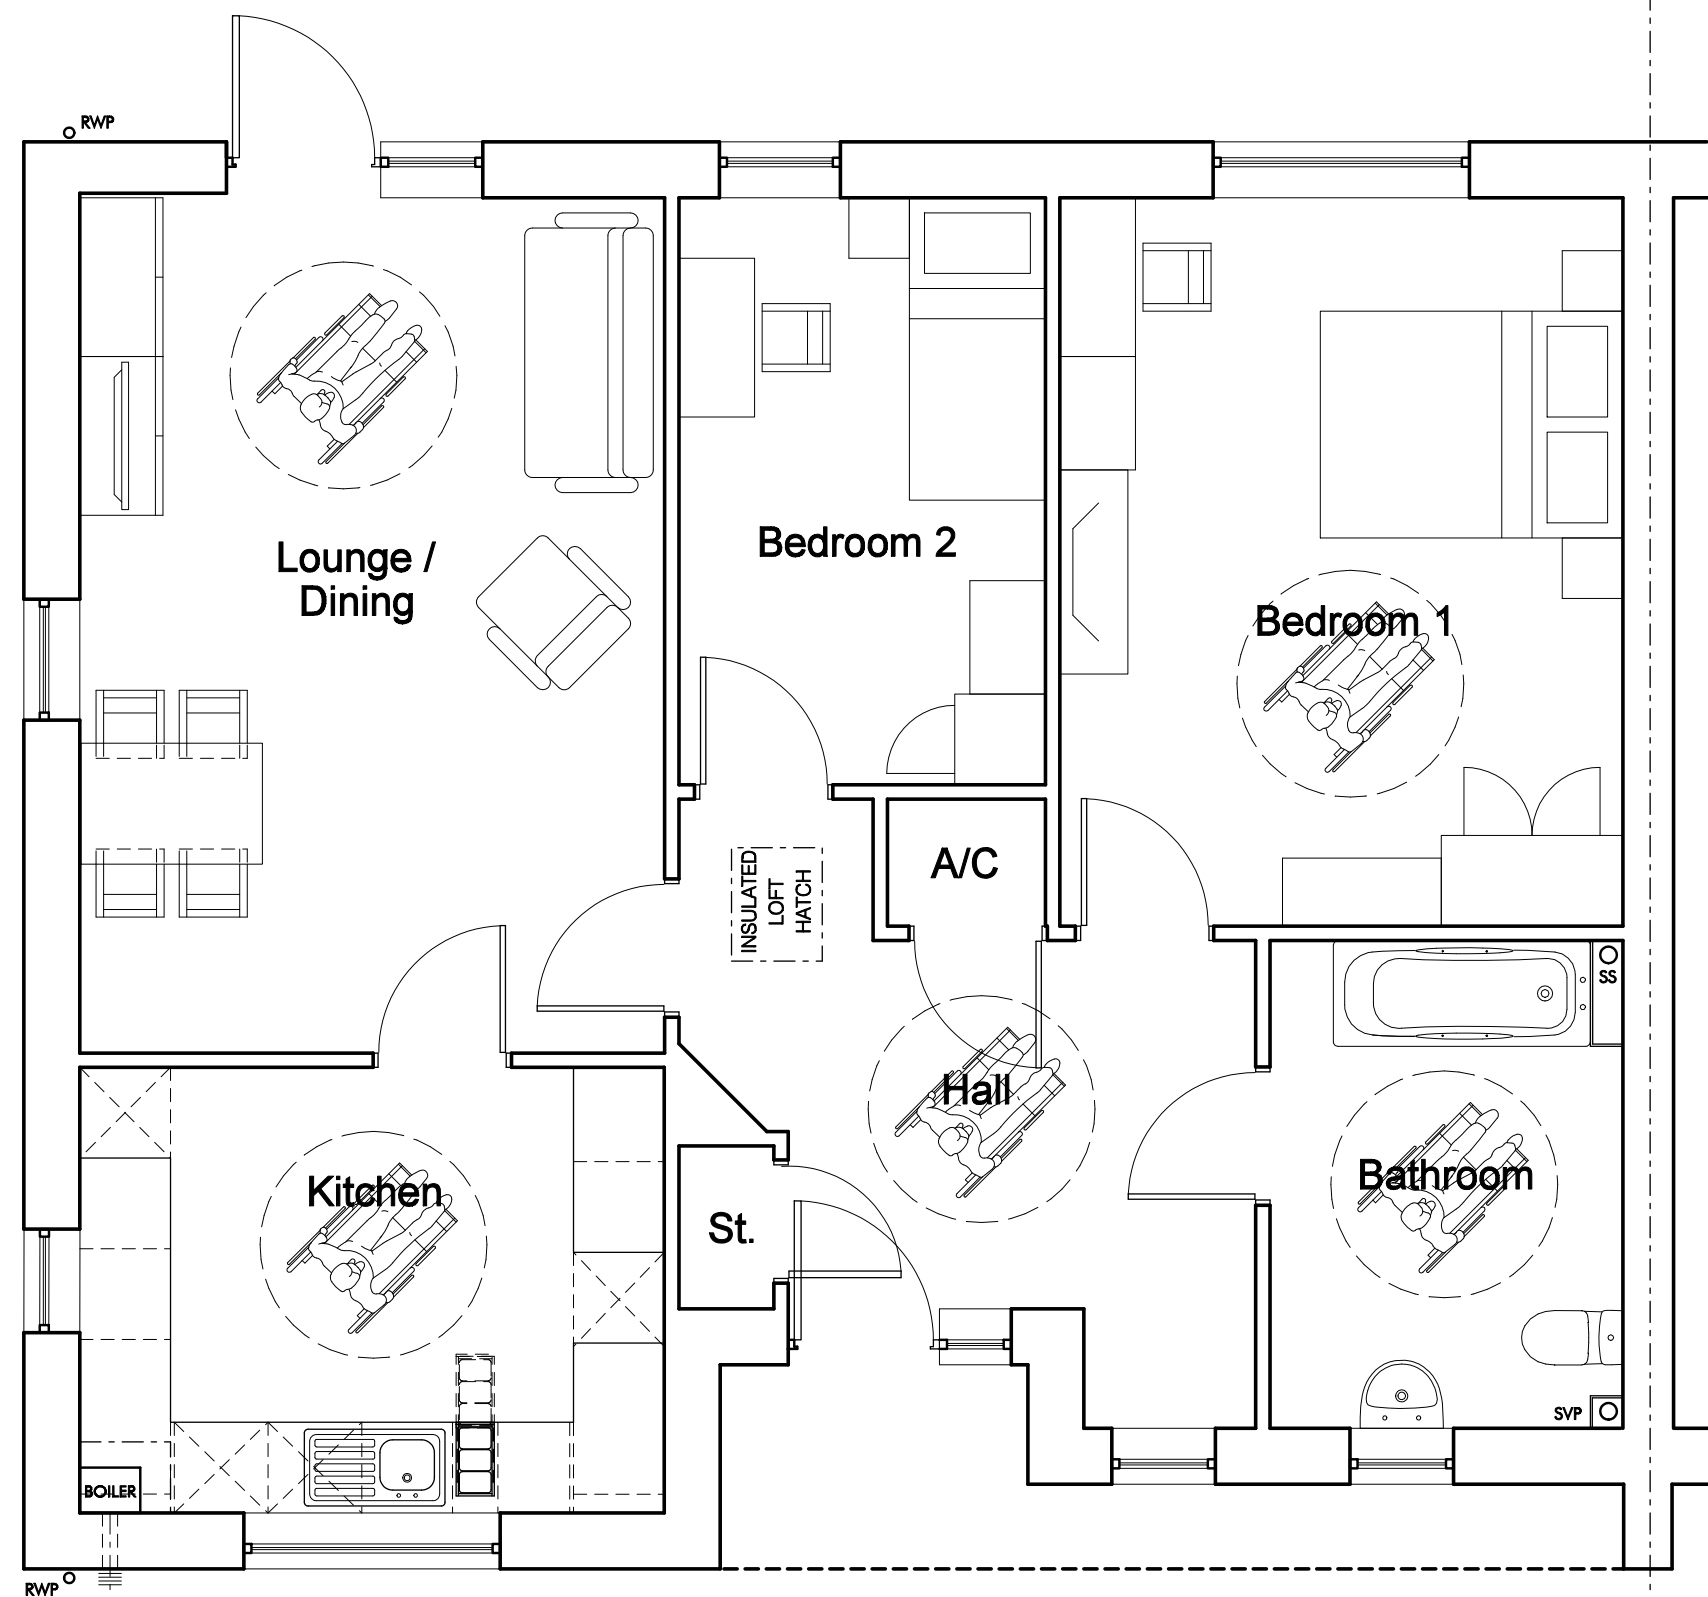 RWP
Lounge /
Dining
Bedroom 2
Bedroom 1
INSULATED
LOFT
HATCH
A/C
SS
Hall
Kitchen
Bathroom
St.
SVP
BOILER
RWP